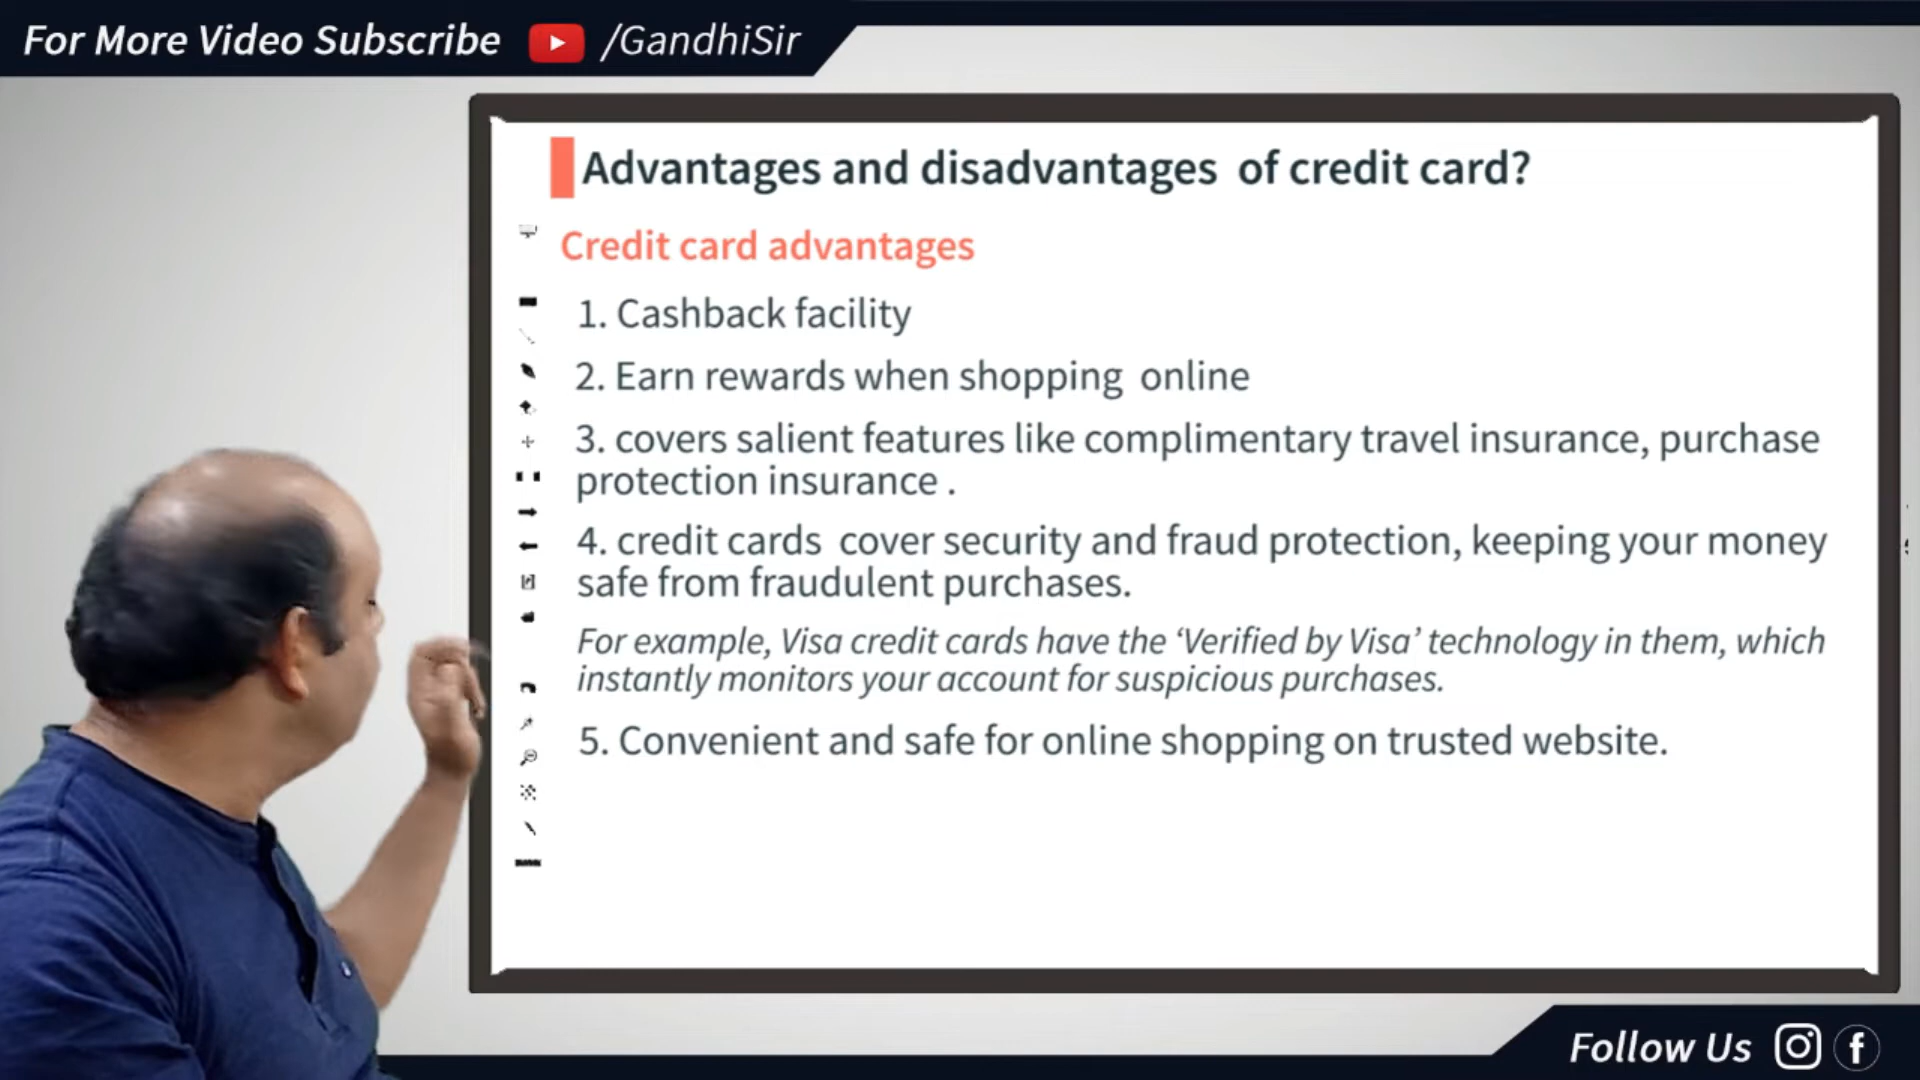 For More Video Subscribe /GandhiSir
Advantages and disadvantages of credit card?
Credit card advantages
1. Cashback facility
2. Earn rewards when shopping online
3. covers salient features like complimentary travel insurance, purchase
protection insurance .
4. credit cards cover security and fraud protection, keeping your money
safe from fraudulent purchases.
For example, Visa credit cards have the ‘Verified by Visa’ technology in them, which
instantly monitors your account for suspicious purchases.
5. Convenient and safe for online shopping on trusted website.
Follow Us